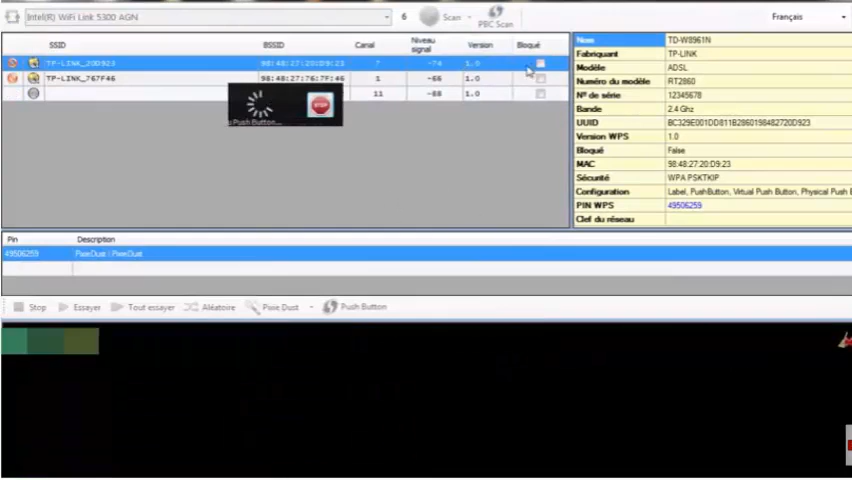 Intel(R) WiFi Link 5300 AGN 6 Scan PBC Scan Français
SSID BSSID Canal Niveau signal Version Bloqué
TP-LINK_20D923 98:48:27:20:D9:23 7 -74 1.0
TP-LINK_767F46 98:48:27:76:7F:46 1 -66 1.0
11 -88
STOP
Push Button...
Nom TD-W8961N
Fabriquant TP-LINK
Modèle ADSL
Numéro du modèle RT2860
Nº de série 12345678
Bande 2.4 Ghz
UUID BC329E001DD811B2860198482720D923
Version WPS 1.0
Bloqué False
MAC 98:48:27:20:D9:23
Sécurité WPA PSKTKIP
Configuration Label, PushButton, Virtual Push Button, Physical Push B
PIN WPS 49506259
Clef du réseau
Pin Description
49506259 PixieDust / PixieDust
Stop Essayer Tout essayer Aléatoire Pixie Dust Push Button